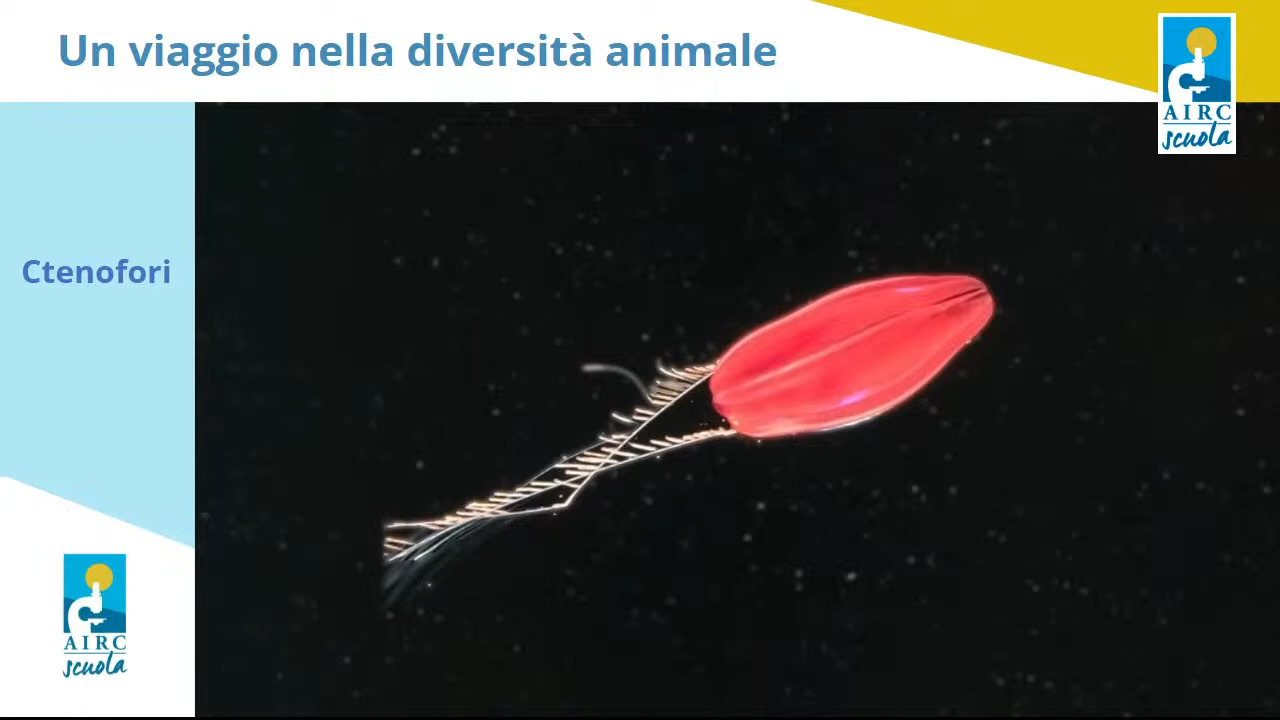 Un viaggio nella diversità animale
AIRC
scuola
Ctenofori
AIRC
scuola